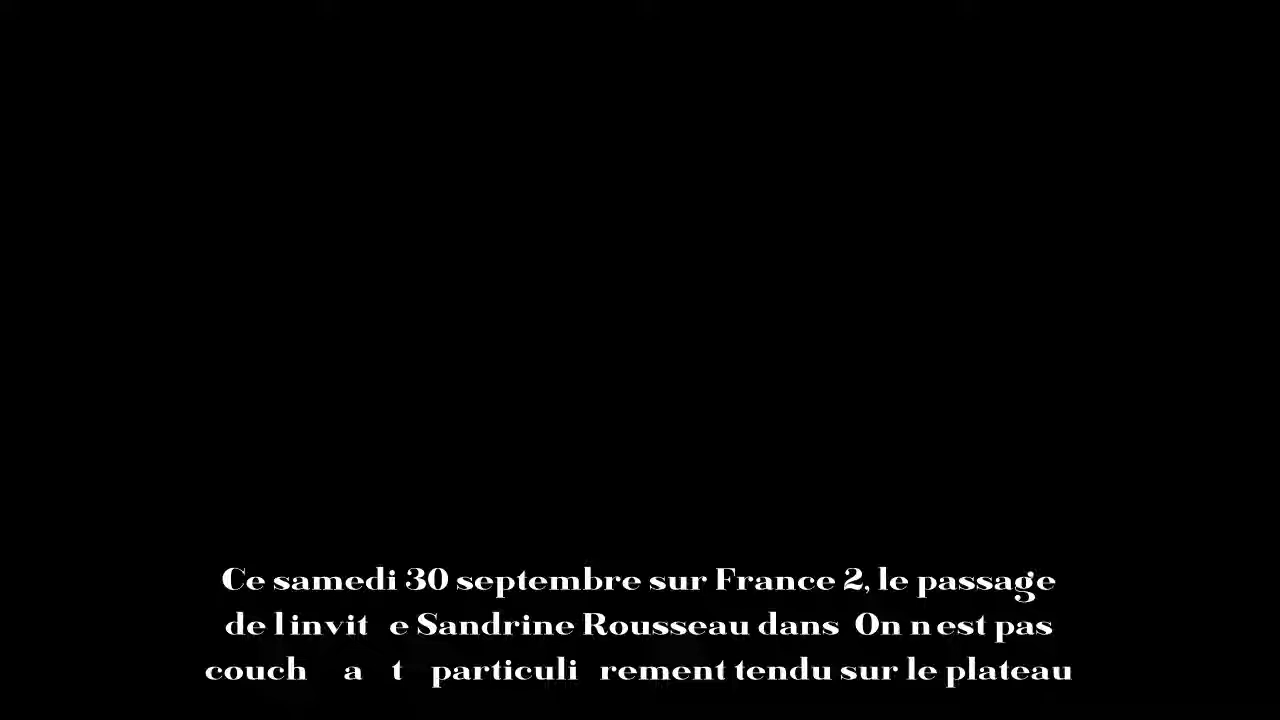 Ce samedi 30 septembre sur France 2, le passage
de l invit e Sandrine Rousseau dans On n est pas
couch a t particuli rement tendu sur le plateau